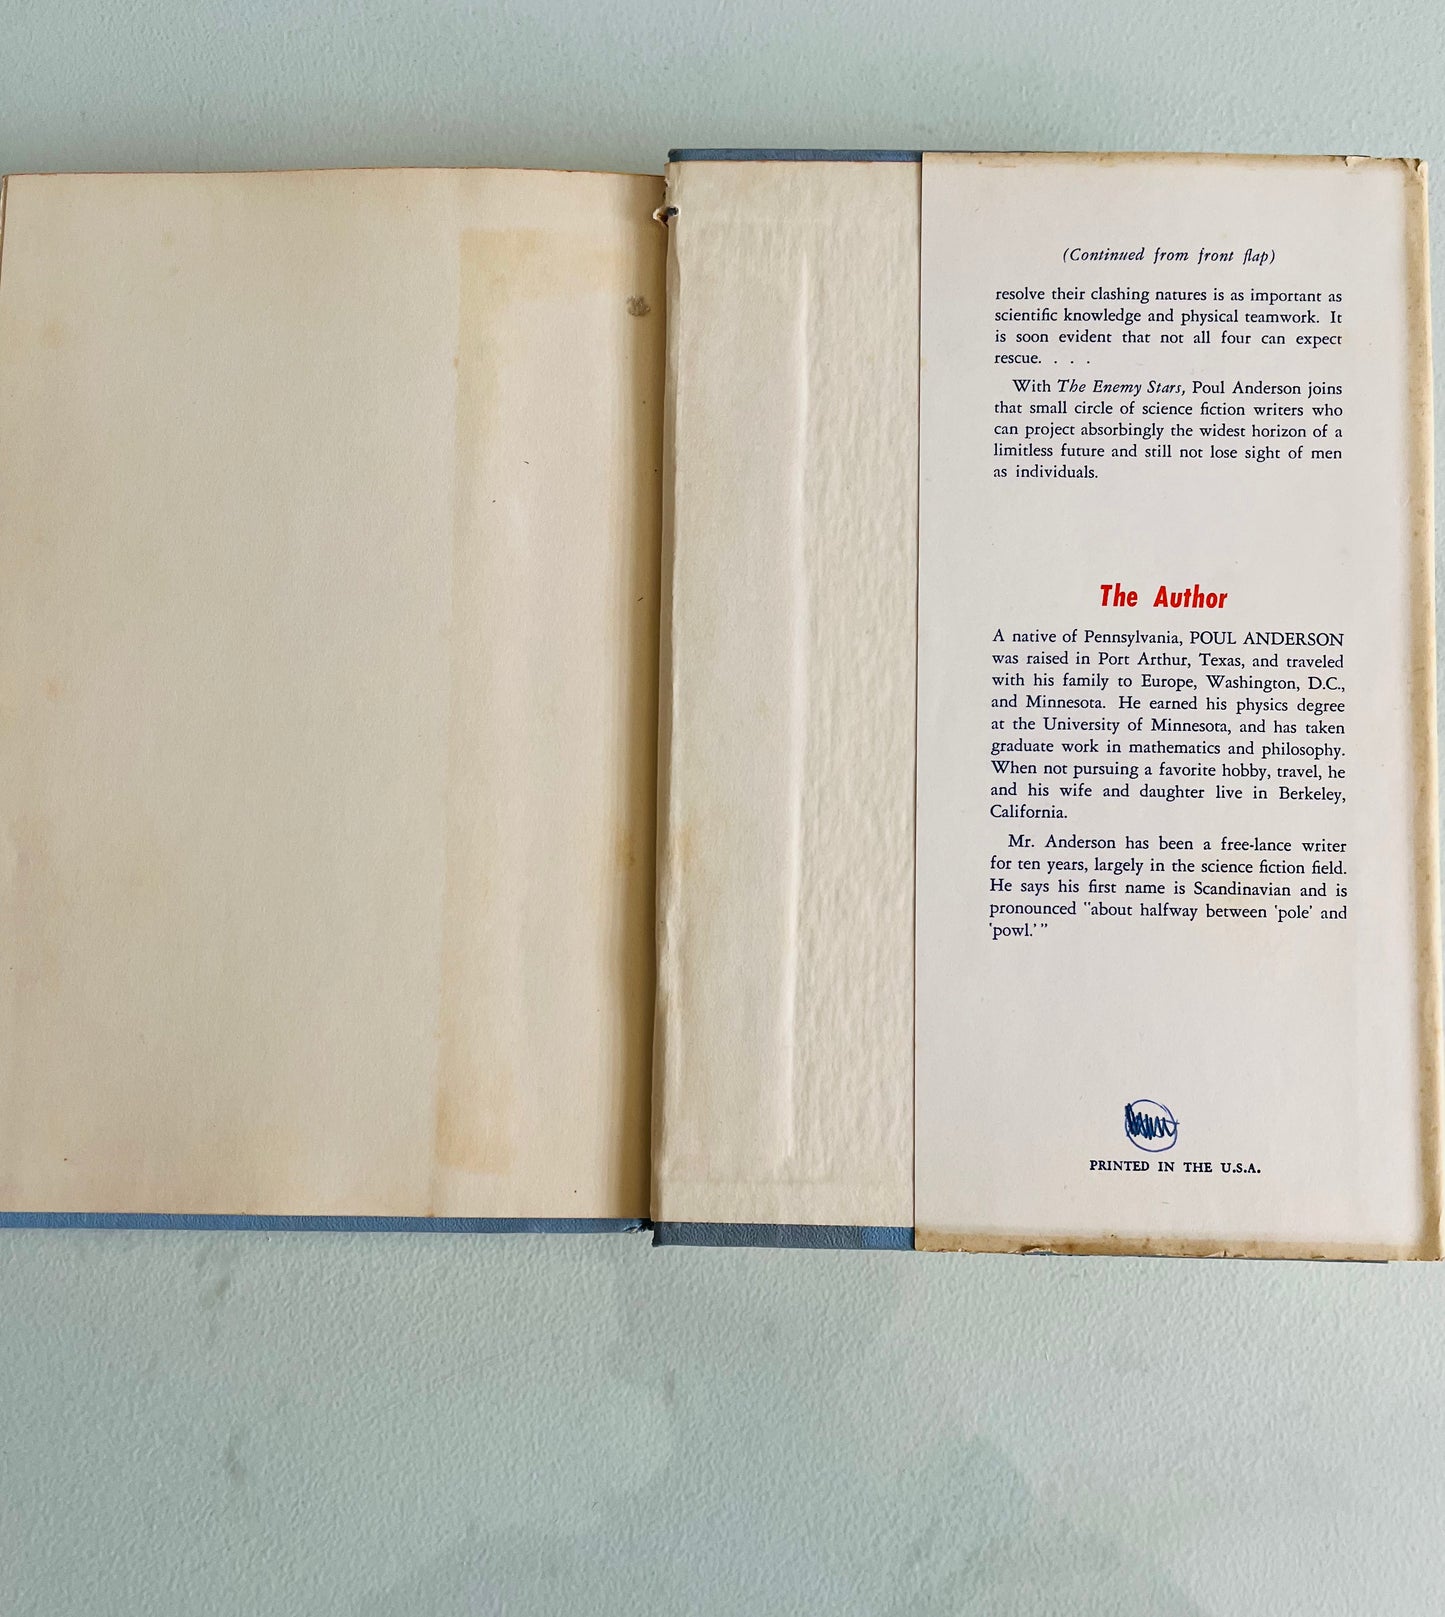 (Continued from front flap)
resolve their clashing natures is as important as
scientific knowledge and physical teamwork. It
is soon evident that not all four can expect
rescue. . . .
With The Enemy Stars, Poul Anderson joins
that small circle of science fiction writers who
can project absorbingly the widest horizon of a
limitless future and still not lose sight of men
as individuals.
The Author
A native of Pennsylvania, POUL ANDERSON
was raised in Port Arthur, Texas, and traveled
with his family to Europe, Washington, D.C.,
and Minnesota. He earned his physics degree
at the University of Minnesota, and has taken
graduate work in mathematics and philosophy.
When not pursuing a favorite hobby, travel, he
and his wife and daughter live in Berkeley,
California.
Mr. Anderson has been a free-lance writer
for ten years, largely in the science fiction field.
He says his first name is Scandinavian and is
pronounced "about halfway between 'pole' and
'powl.'"
PRINTED IN THE U.S.A.